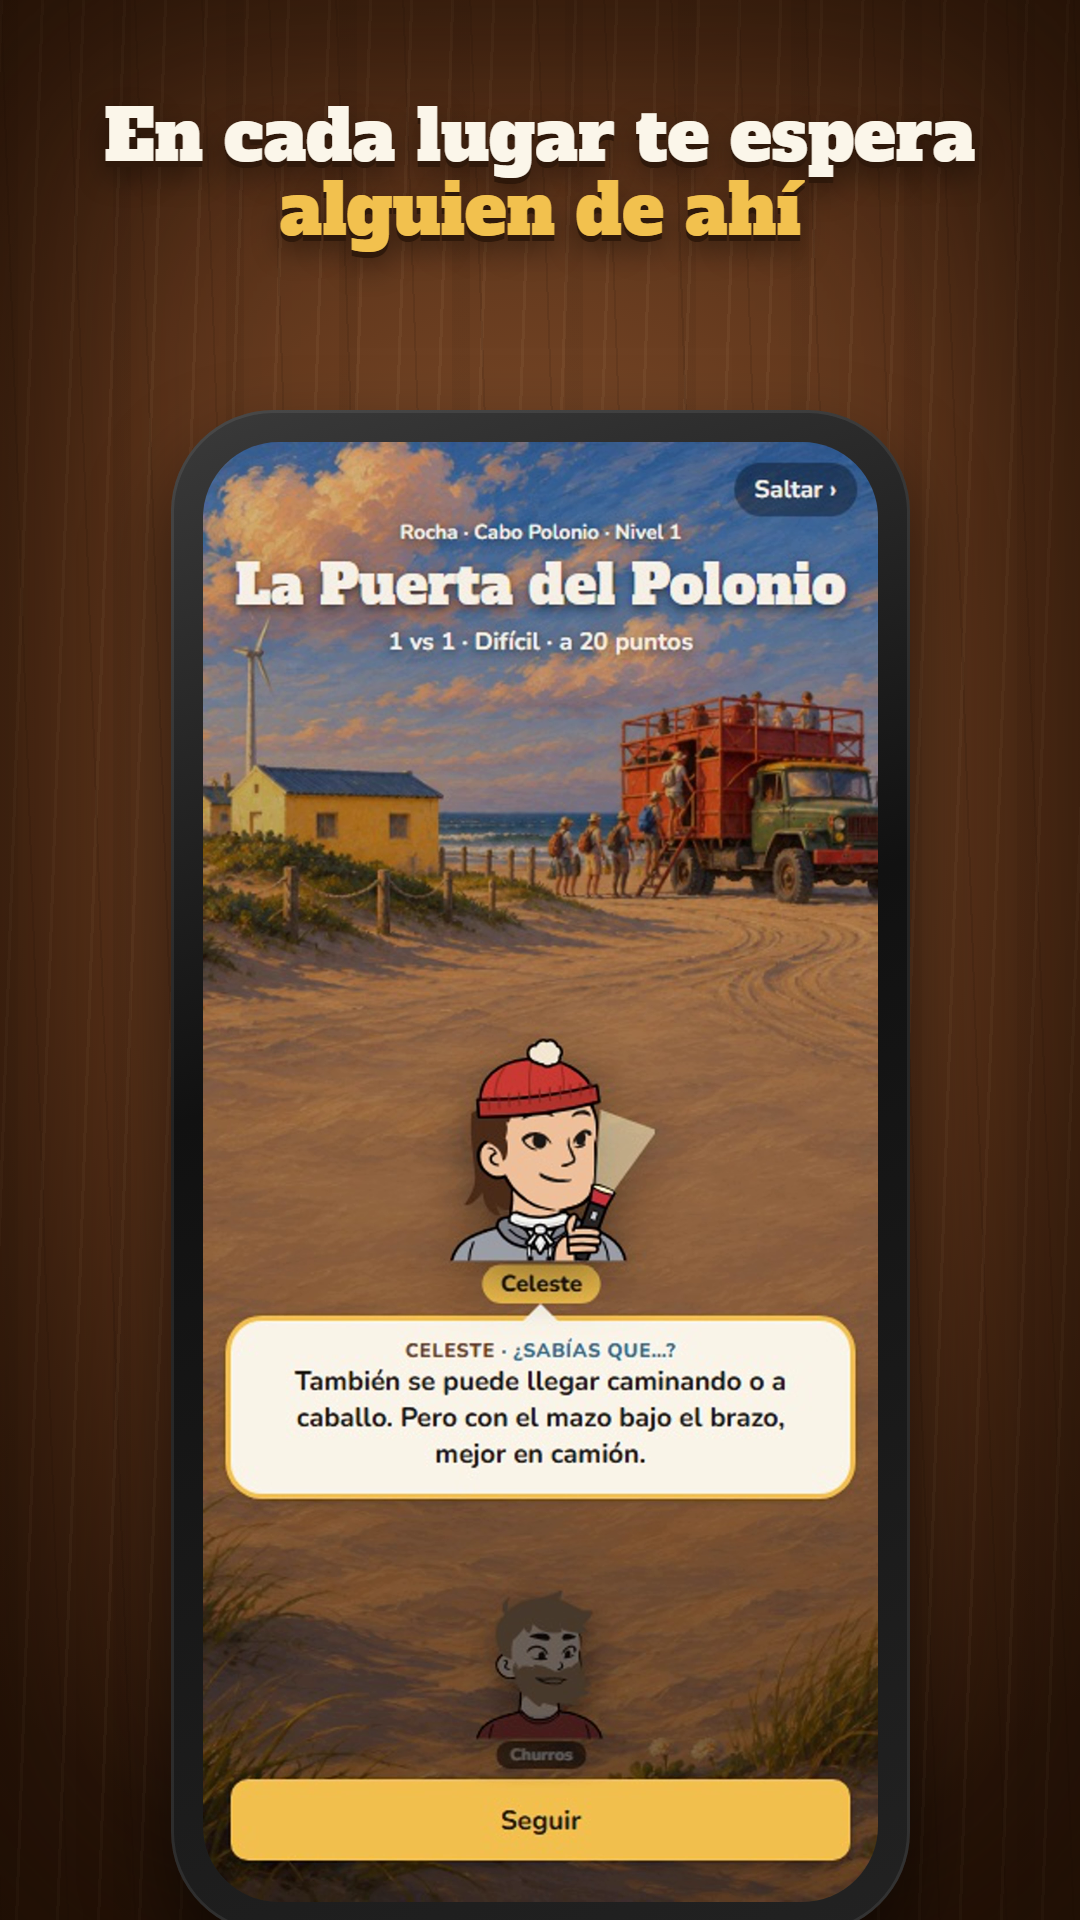 En cada lugar te espera
alguien de ahí
Saltar ›
Rocha · Cabo Polonio · Nivel 1
La Puerta del Polonio
1 vs 1 · Difícil · a 20 puntos
Celeste
CELESTE · ¿SABÍAS QUE...?
También se puede llegar caminando o a
caballo. Pero con el mazo bajo el brazo,
mejor en camión.
Churros
Seguir